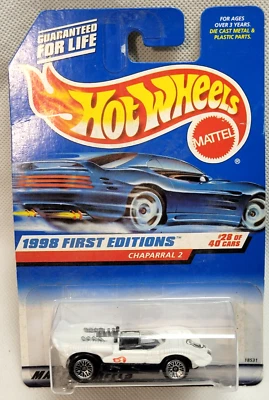 GUARANTEED
FOR LIFE
FOR AGES
OVER 3 YEARS.
DIE CAST METAL &
PLASTIC PARTS.
HOT WHEELS
MATTEL
®
1998 FIRST EDITIONS™
CHAPARRAL 2
#28 OF
40 CARS
18531